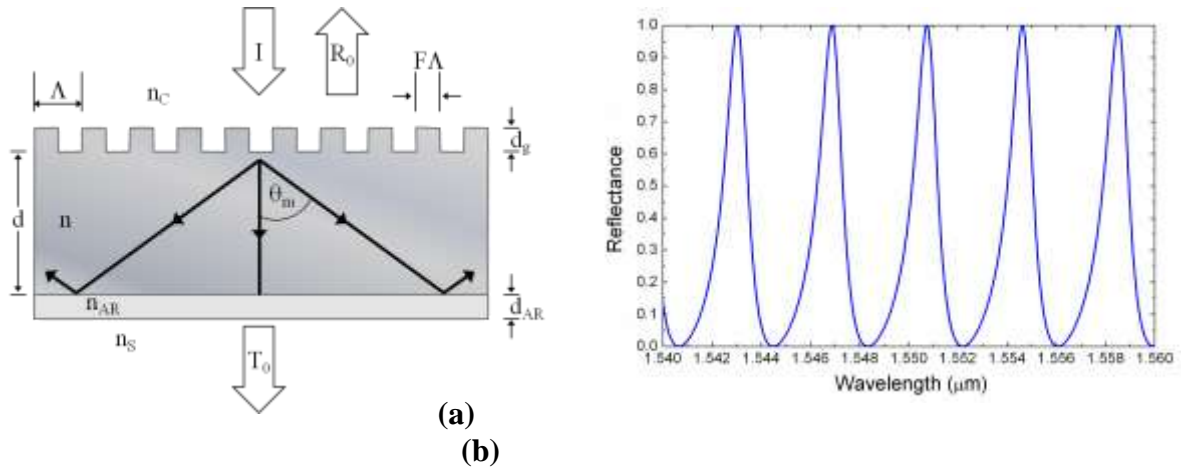 I
R₀
FΛ
Λ
n_C
d_g
θ_m
d
n
n_AR
d_AR
n_S
T₀
(a)
1.0
0.9
0.8
0.7
0.6
0.5
0.4
0.3
0.2
0.1
0.0
Reflectance
1.540 1.542 1.544 1.546 1.548 1.550 1.552 1.554 1.556 1.558 1.560
Wavelength (μm)
(b)